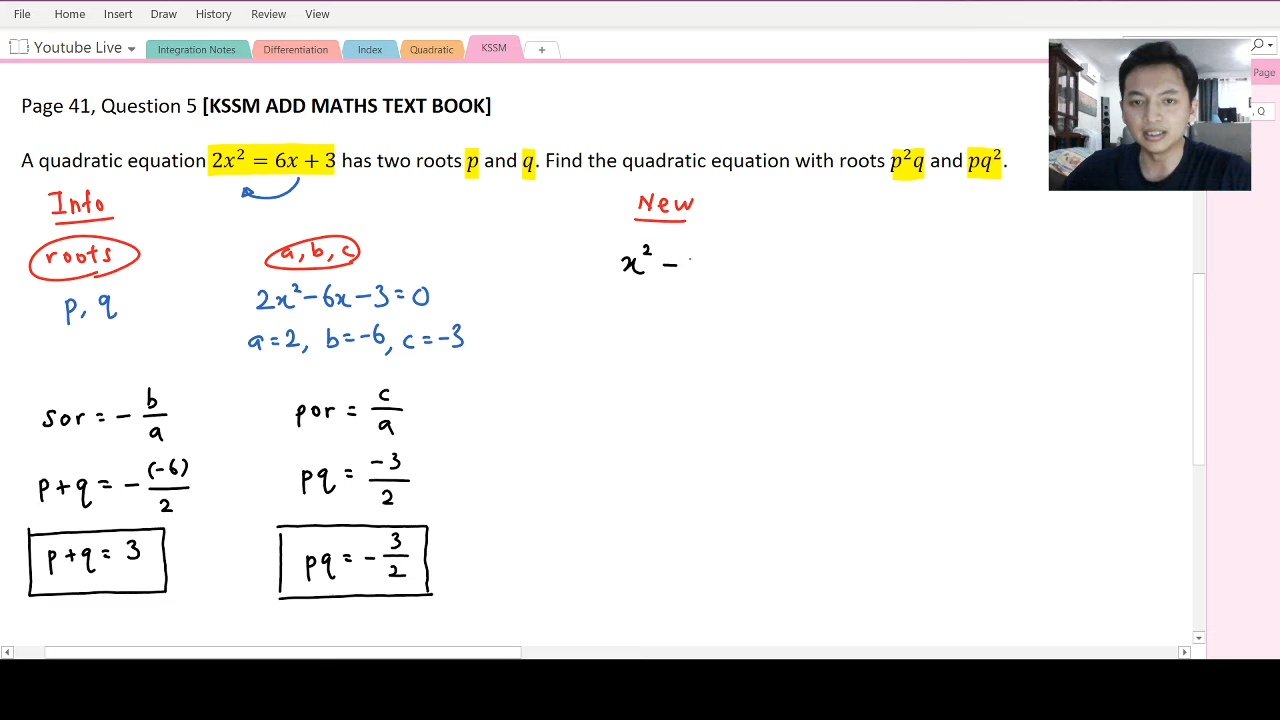 File Home Insert Draw History Review View
Youtube Live Integration Notes Differentiation Index Quadratic KSSM +
Page
Q
Page 41, Question 5 [KSSM ADD MATHS TEXT BOOK]
A quadratic equation 2x² = 6x + 3 has two roots p and q. Find the quadratic equation with roots p²q and pq².
Info
New
roots
a, b, c
x² −
p, q
2x² − 6x − 3 = 0
a = 2, b = −6, c = −3
sor = − b/a
por = c/a
p + q = − (−6)/2
pq = −3/2
p + q = 3
pq = − 3/2